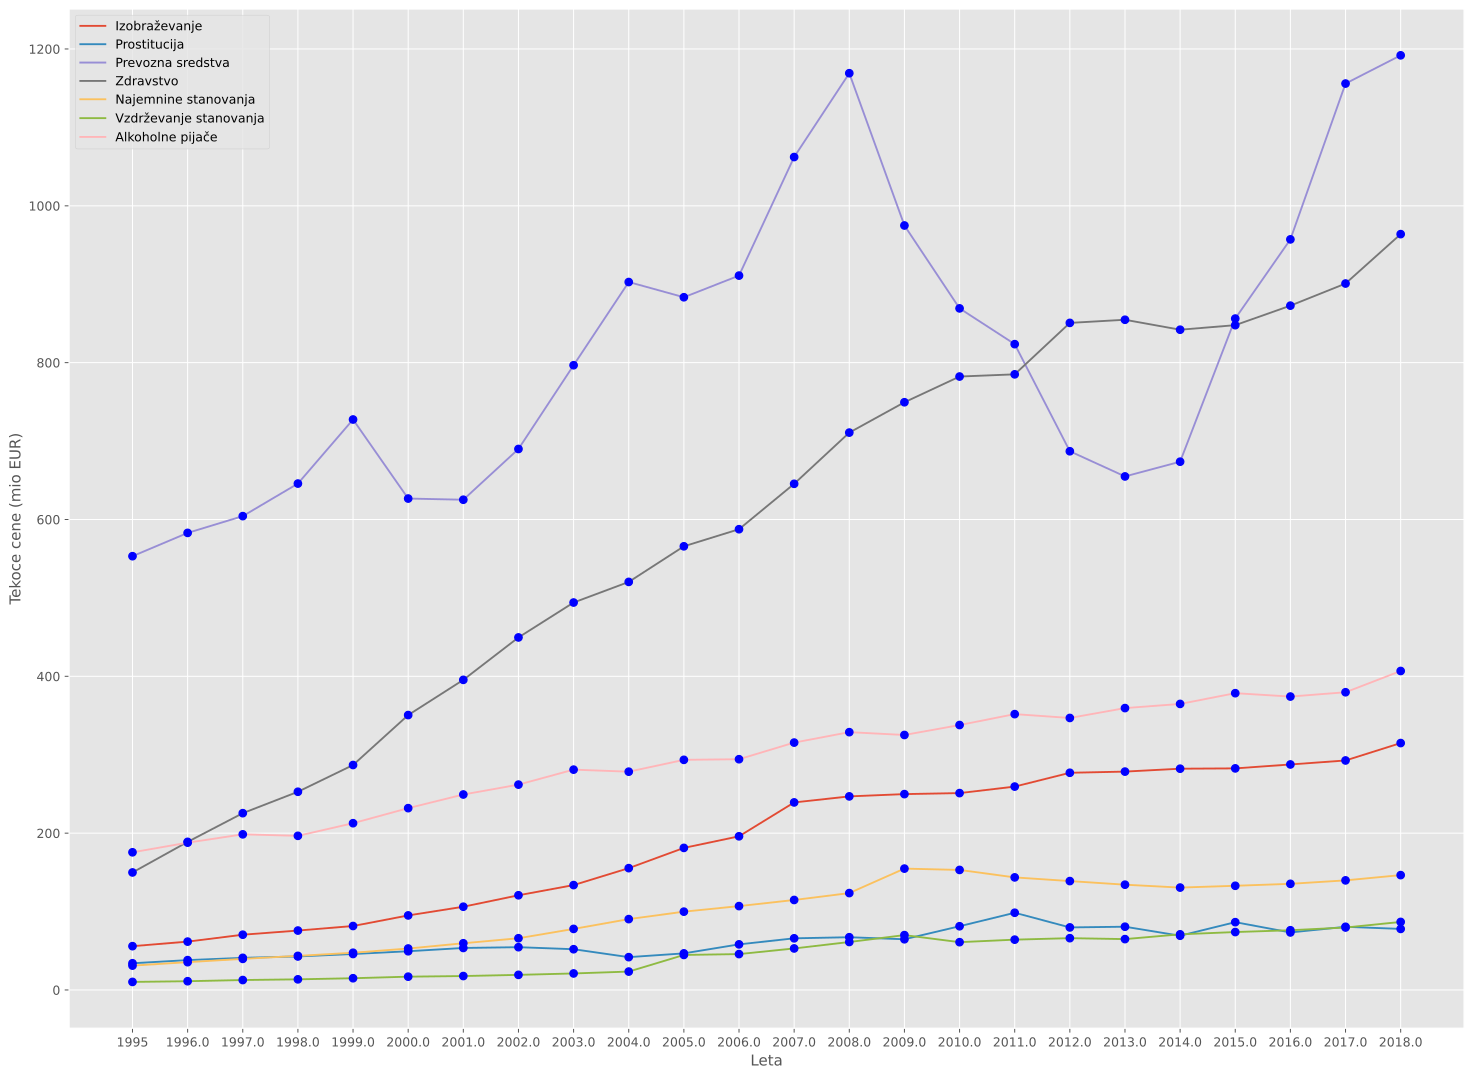 Izobraževanje
Prostitucija
Prevozna sredstva
Zdravstvo
Najemnine stanovanja
Vzdrževanje stanovanja
Alkoholne pijače
1200
1000
800
600
400
200
0
Tekoce cene (mio EUR)
1995 1996.0 1997.0 1998.0 1999.0 2000.0 2001.0 2002.0 2003.0 2004.0 2005.0 2006.0 2007.0 2008.0 2009.0 2010.0 2011.0 2012.0 2013.0 2014.0 2015.0 2016.0 2017.0 2018.0
Leta